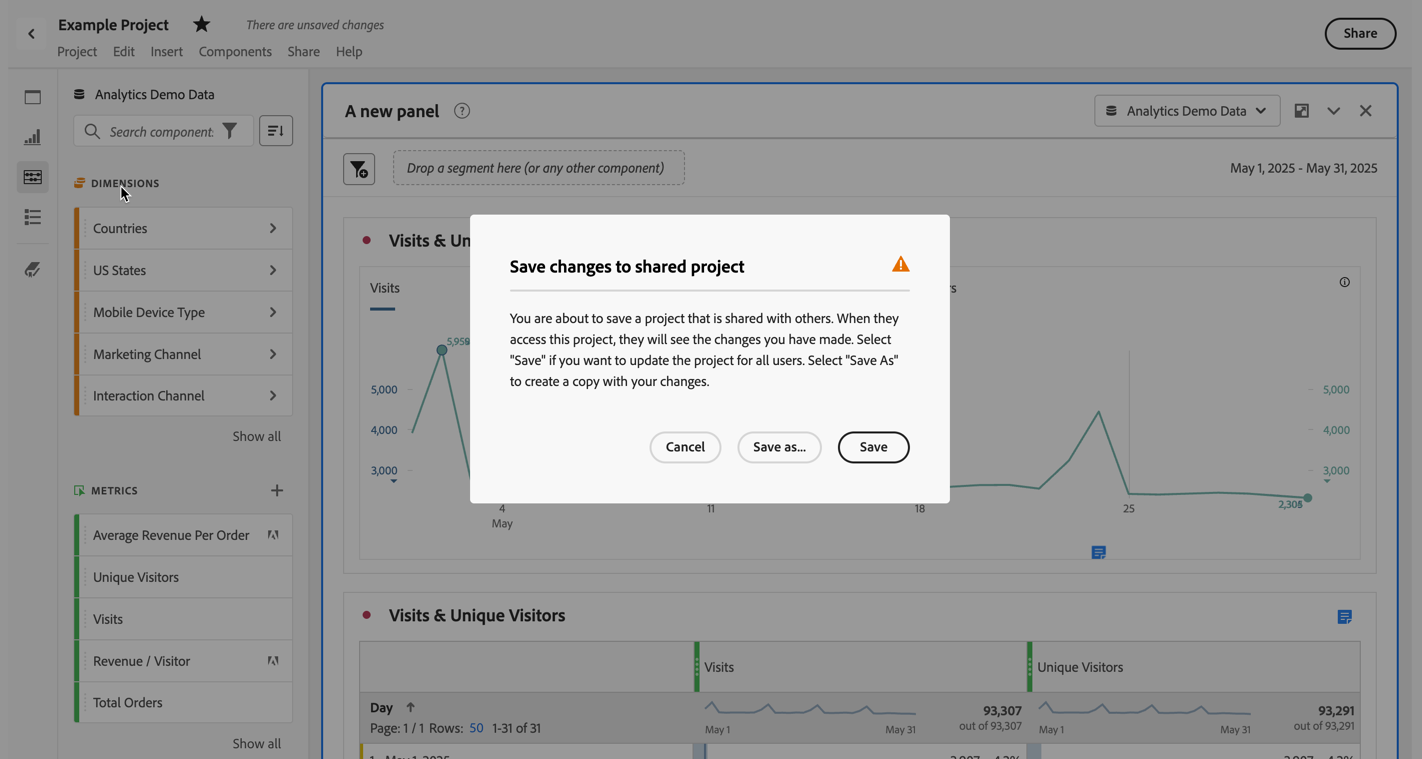 Example Project
There are unsaved changes
Project Edit Insert Components Share Help
Share
Analytics Demo Data
Search component
DIMENSIONS
Countries
US States
Mobile Device Type
Marketing Channel
Interaction Channel
Show all
METRICS
Average Revenue Per Order
Unique Visitors
Visits
Revenue / Visitor
Total Orders
Show all
A new panel
Analytics Demo Data
Drop a segment here (or any other component)
May 1, 2025 - May 31, 2025
Visits & Un
Visits
rs
5,959
5,000
4,000
3,000
5,000
4,000
3,000
4
May
11
18
25
Save changes to shared project
You are about to save a project that is shared with others. When they
access this project, they will see the changes you have made. Select
"Save" if you want to update the project for all users. Select "Save As"
to create a copy with your changes.
Cancel Save as... Save
Visits & Unique Visitors
Visits Unique Visitors
Day
Page: 1 / 1 Rows: 50 1-31 of 31
May 1 May 31
93,307
out of 93,307
May 1 May 31
93,291
out of 93,291